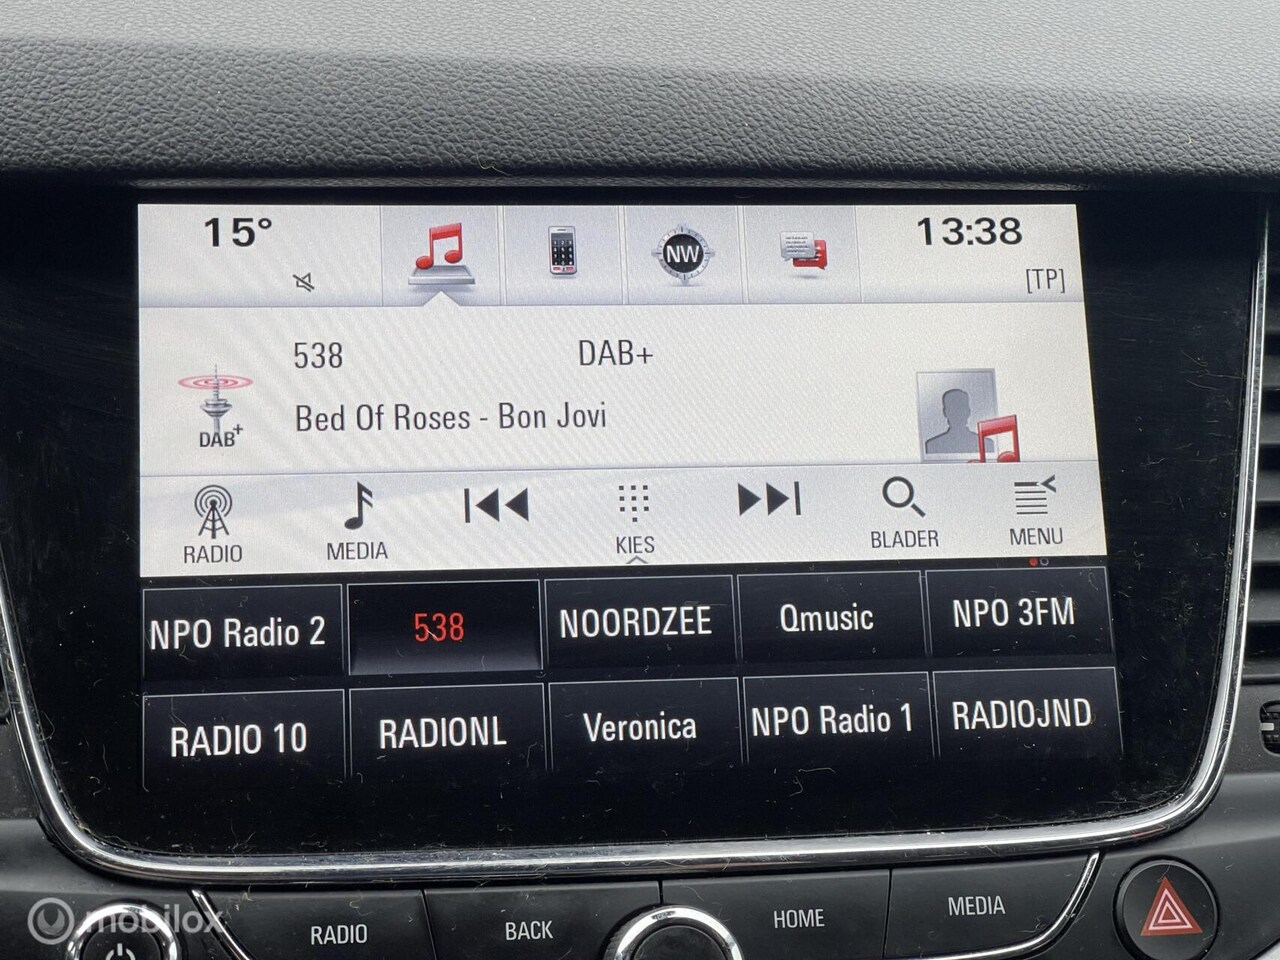 15°
NW
13:38
[TP]
538
DAB+
DAB+
Bed Of Roses - Bon Jovi
RADIO
MEDIA
KIES
BLADER
MENU
NPO Radio 2
538
NOORDZEE
Qmusic
NPO 3FM
RADIO 10
RADIONL
Veronica
NPO Radio 1
RADIOJND
RADIO
BACK
HOME
MEDIA
mobilox